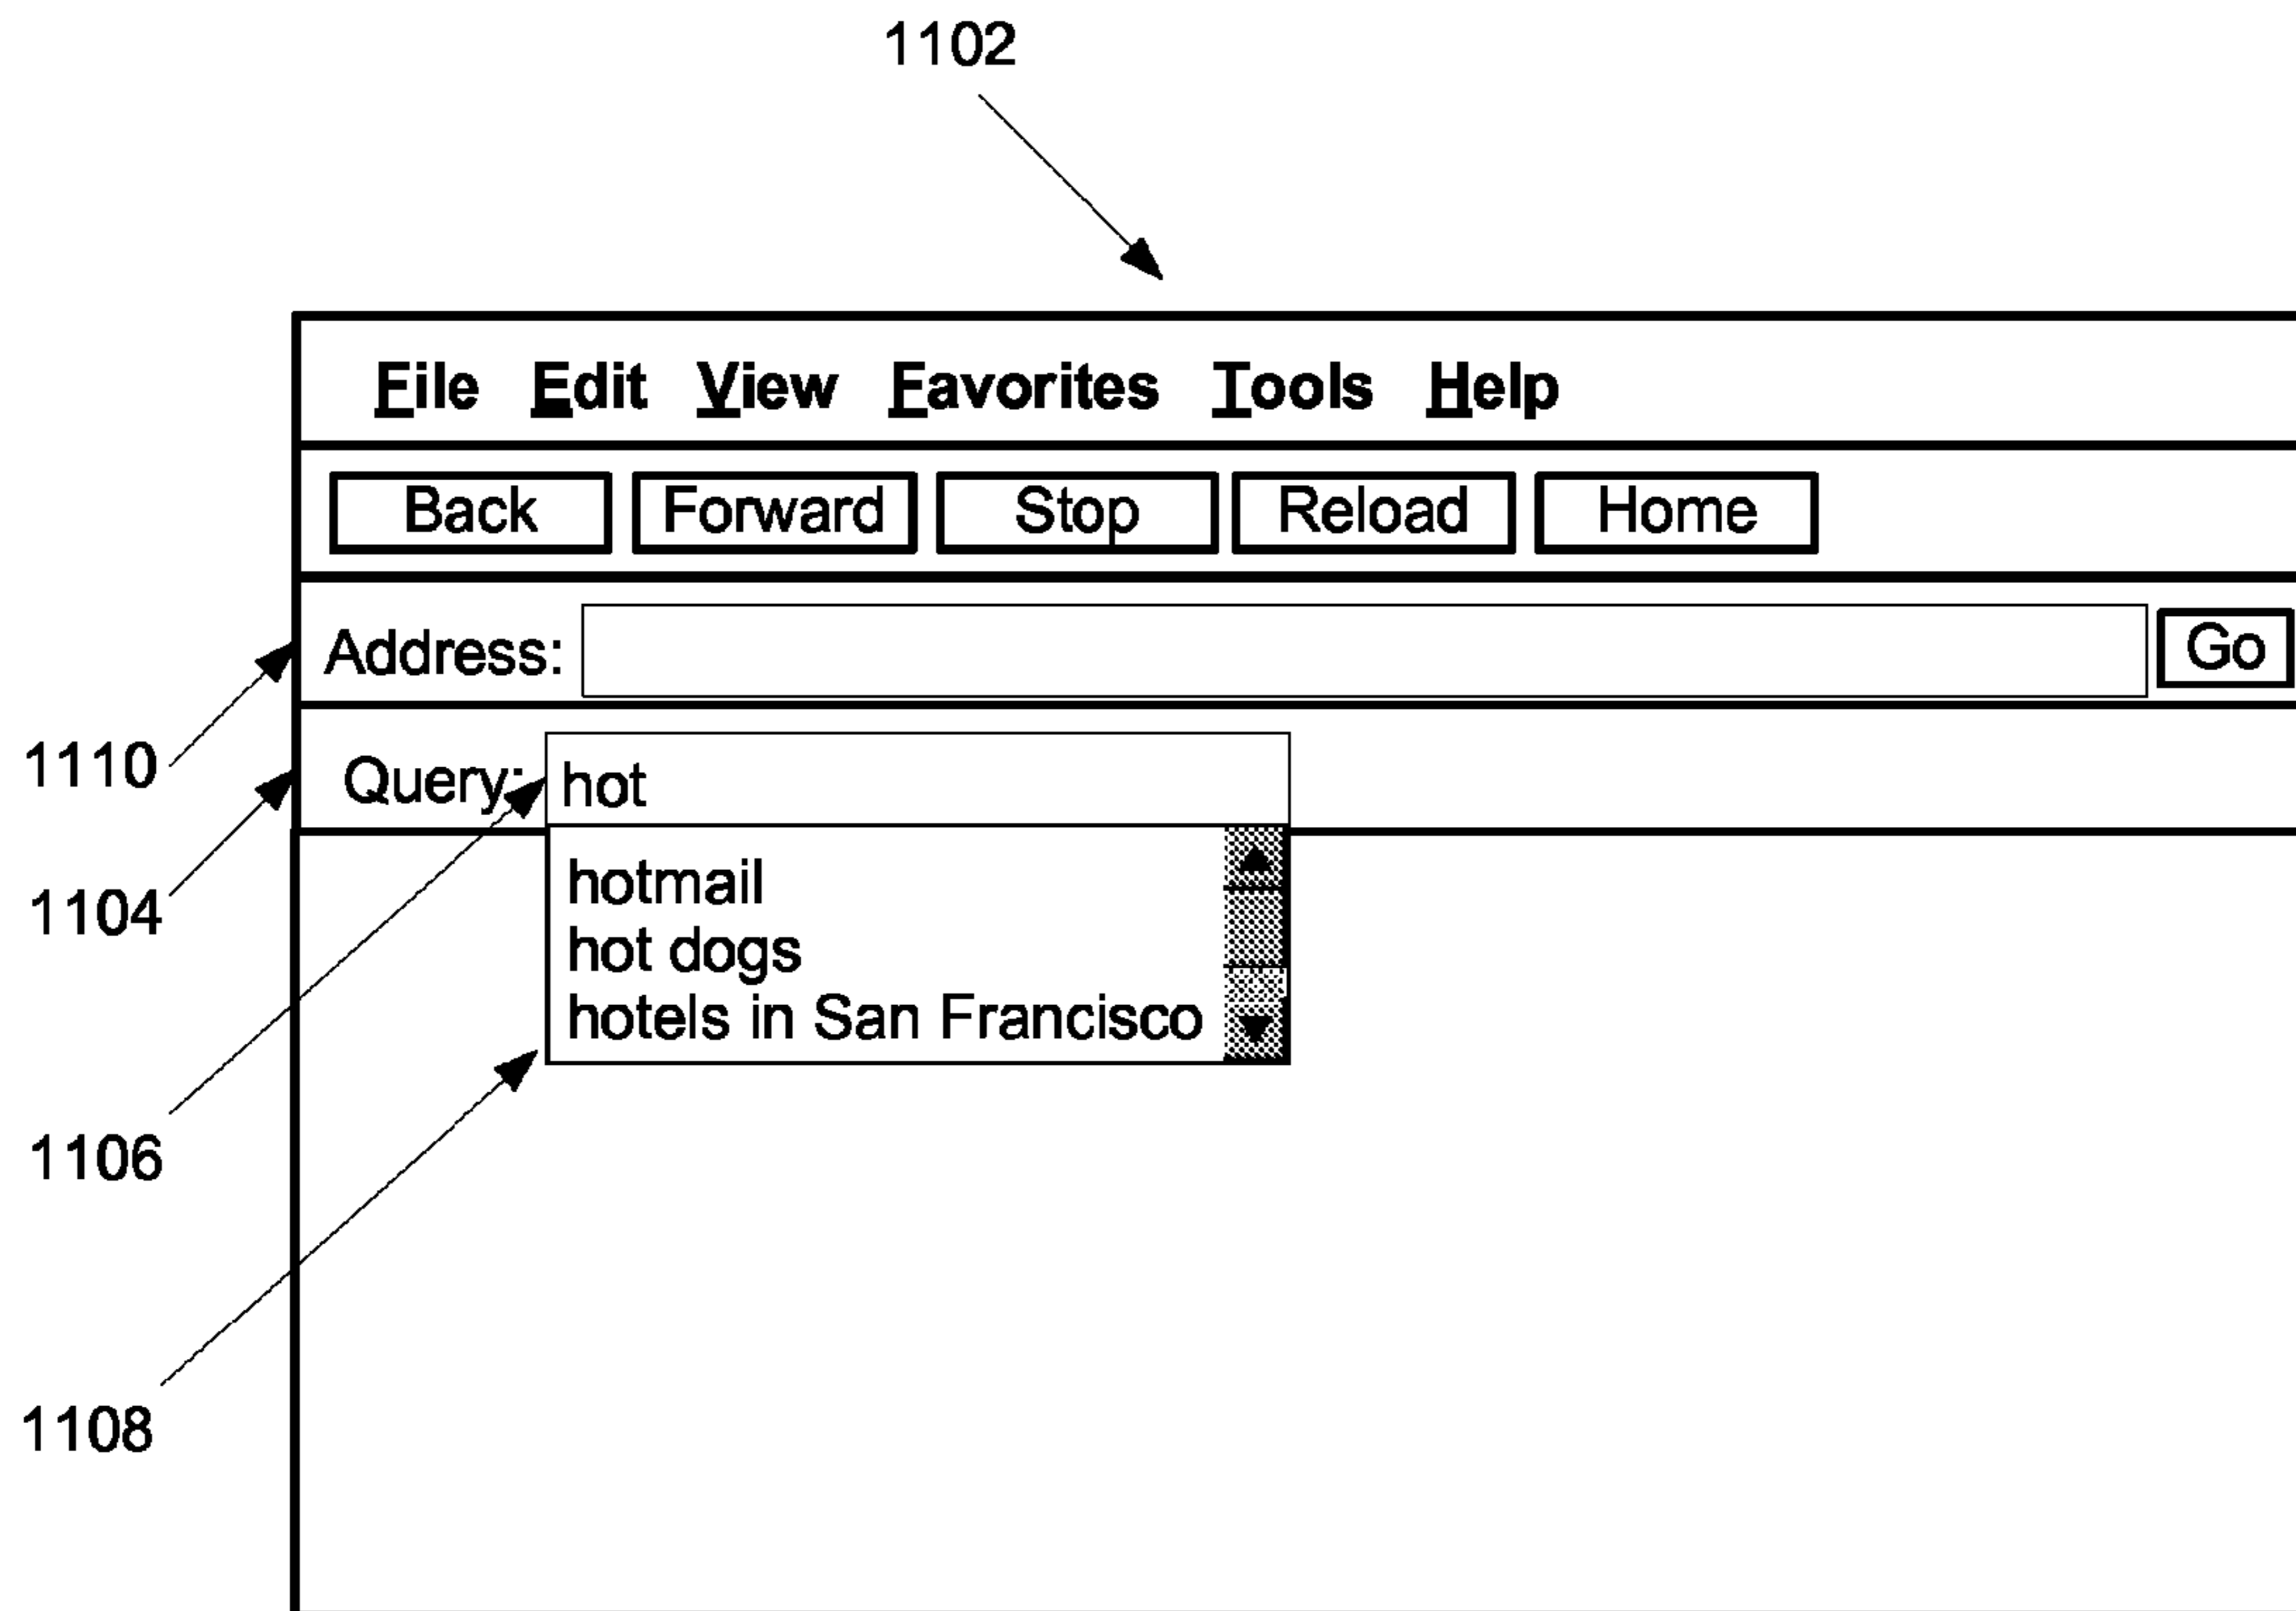 1102
File Edit View Favorites Tools Help
Back Forward Stop Reload Home
Address: Go
1110
Query: hot
hotmail
1104
hot dogs
hotels in San Francisco
1106
1108